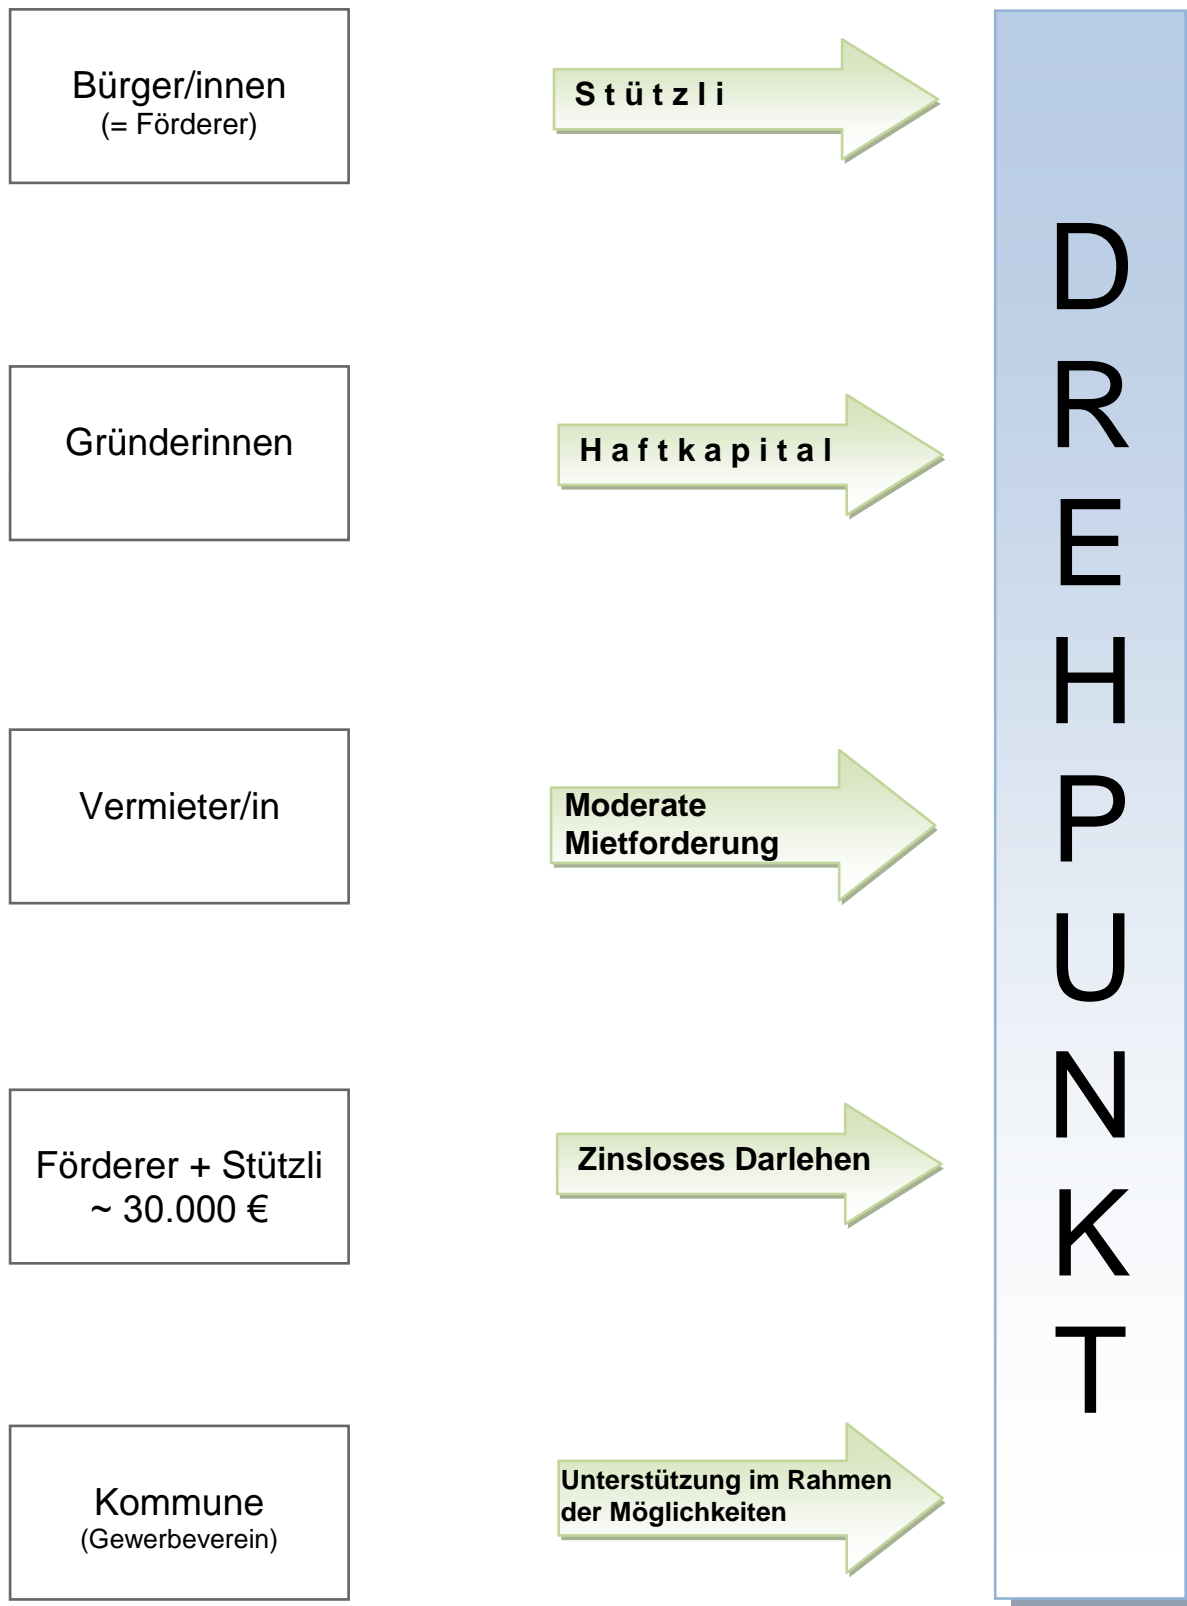 Bürger/innen
(= Förderer)
Stützli
Gründerinnen
Haftkapital
Vermieter/in
Moderate
Mietforderung
Förderer + Stützli
~ 30.000 €
Zinsloses Darlehen
Kommune
(Gewerbeverein)
Unterstützung im Rahmen
der Möglichkeiten
D
R
E
H
P
U
N
K
T